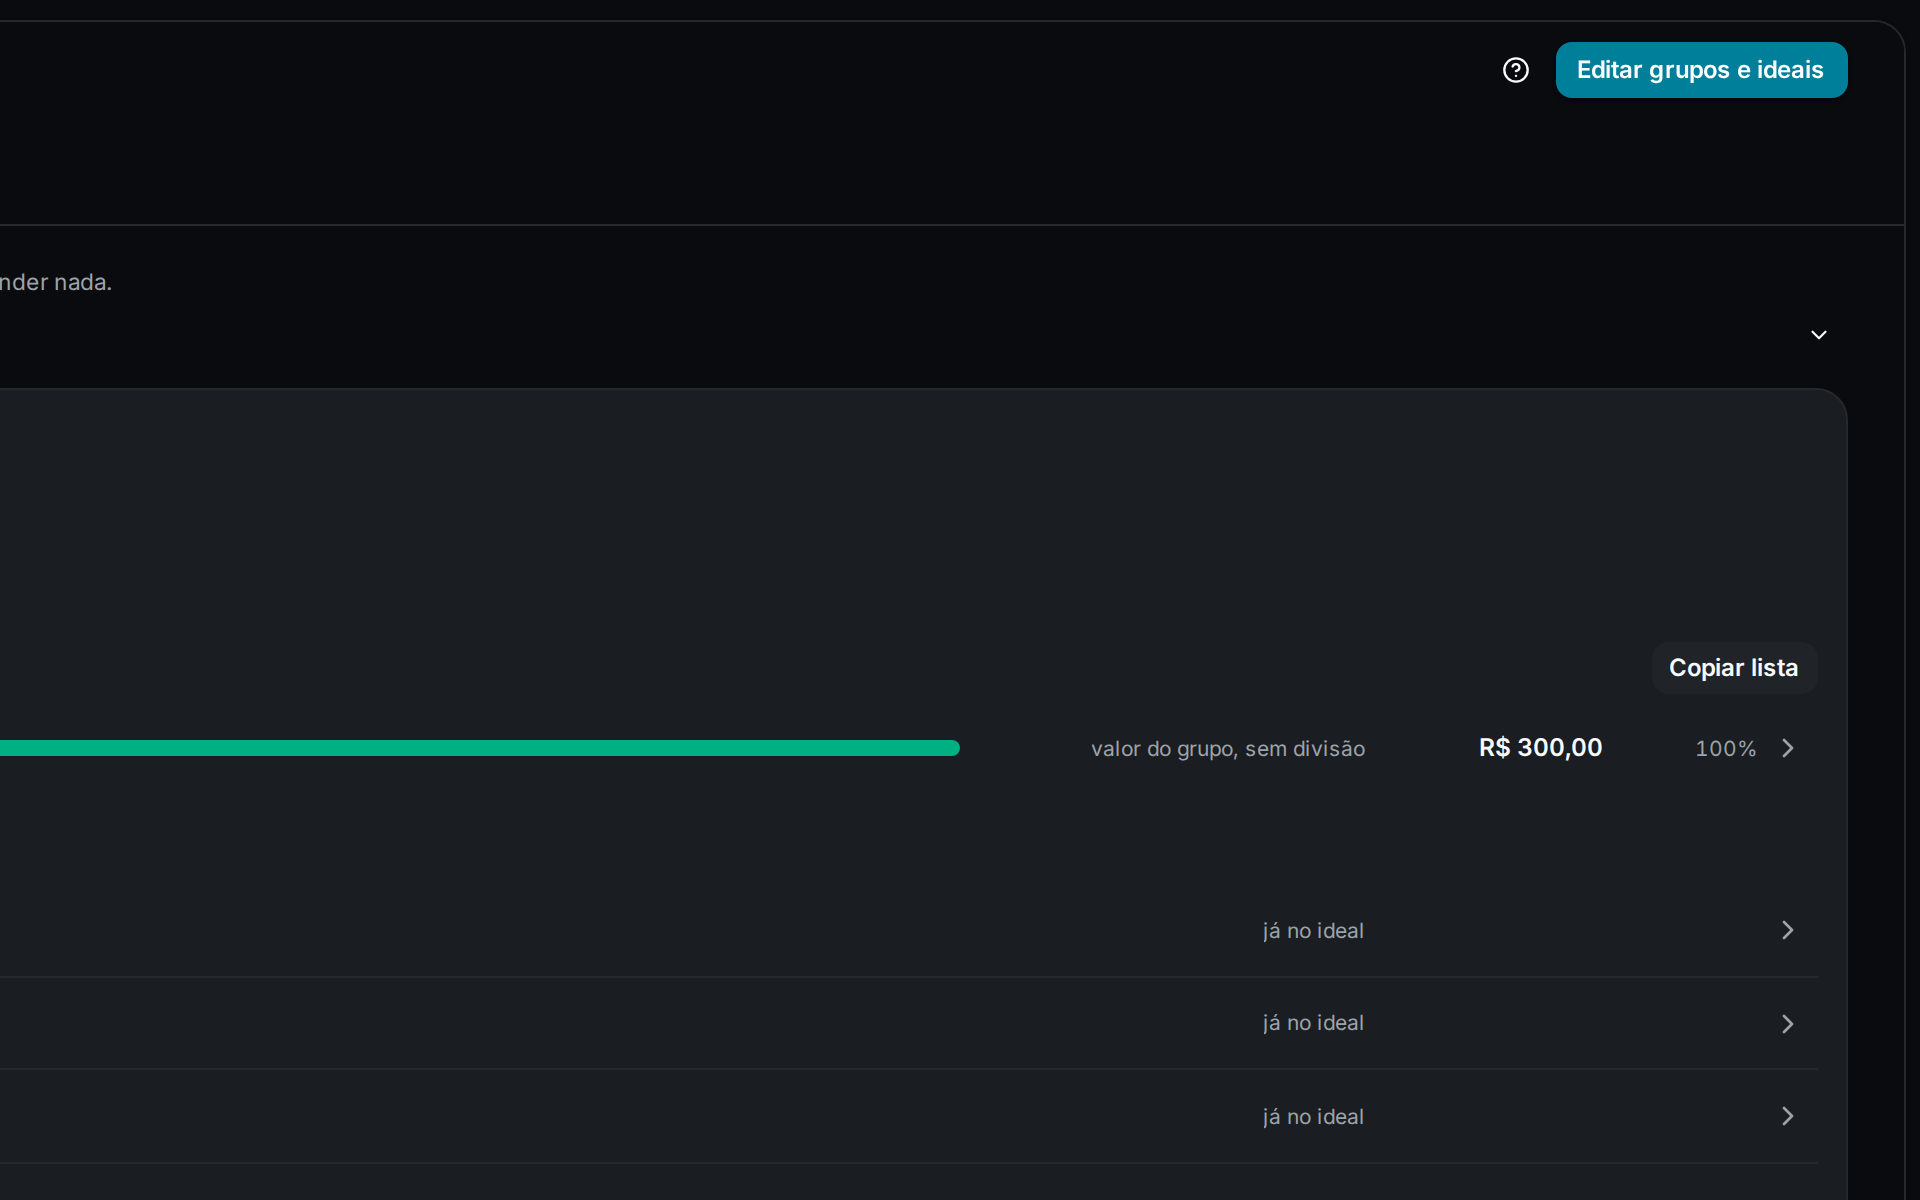 Editar grupos e ideais
nder nada.
Copiar lista
valor do grupo, sem divisão R$ 300,00 100%
já no ideal
já no ideal
já no ideal